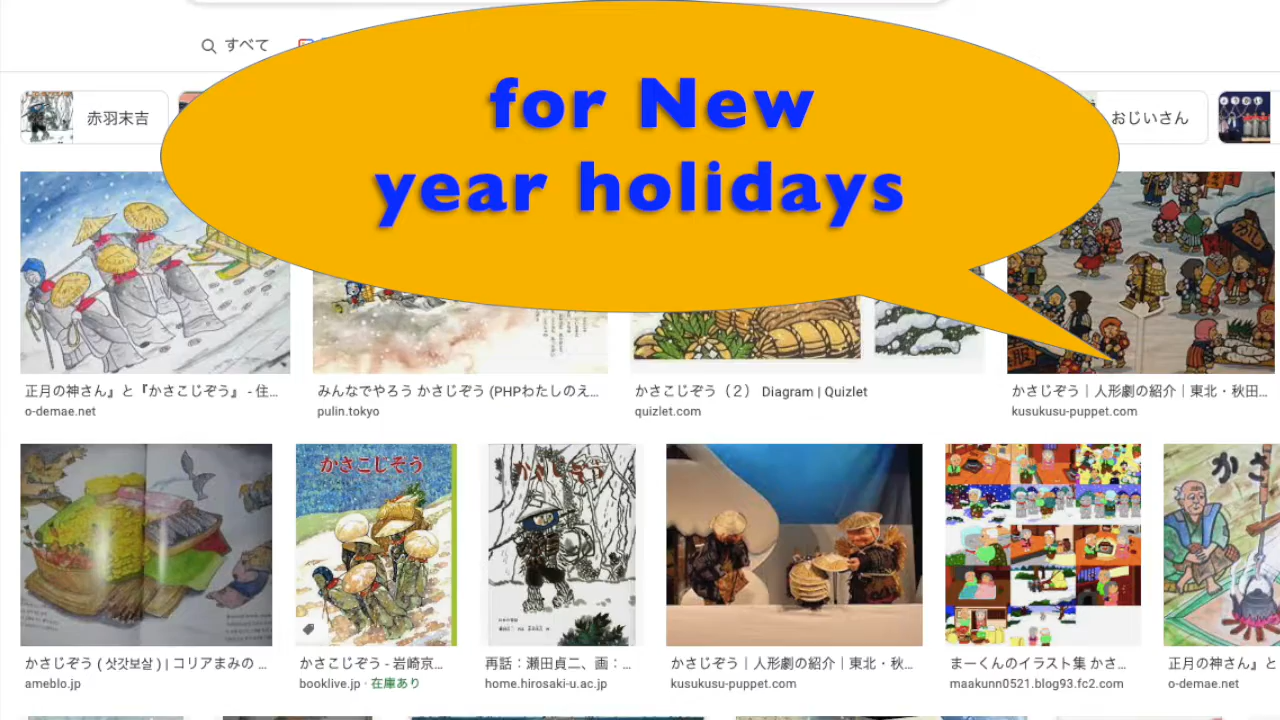 すべて
for New
year holidays
赤羽末吉
おじいさん
正月の神さん』と『かさこじぞう』 - 住...
o-demae.net
みんなでやろう かさじぞう (PHPわたしのえ...
pulin.tokyo
かさこじぞう（２） Diagram | Quizlet
quizlet.com
かさじぞう｜人形劇の紹介｜東北・秋田...
kusukusu-puppet.com
かさこじぞう
かさ
かさじぞう ( 삿갓보살 ) | コリアまみの ...
ameblo.jp
かさこじぞう - 岩崎京...
booklive.jp · 在庫あり
再話：瀬田貞二、画：...
home.hirosaki-u.ac.jp
かさじぞう｜人形劇の紹介｜東北・秋...
kusukusu-puppet.com
まーくんのイラスト集 かさ...
maakunn0521.blog93.fc2.com
正月の神さん』と
o-demae.net